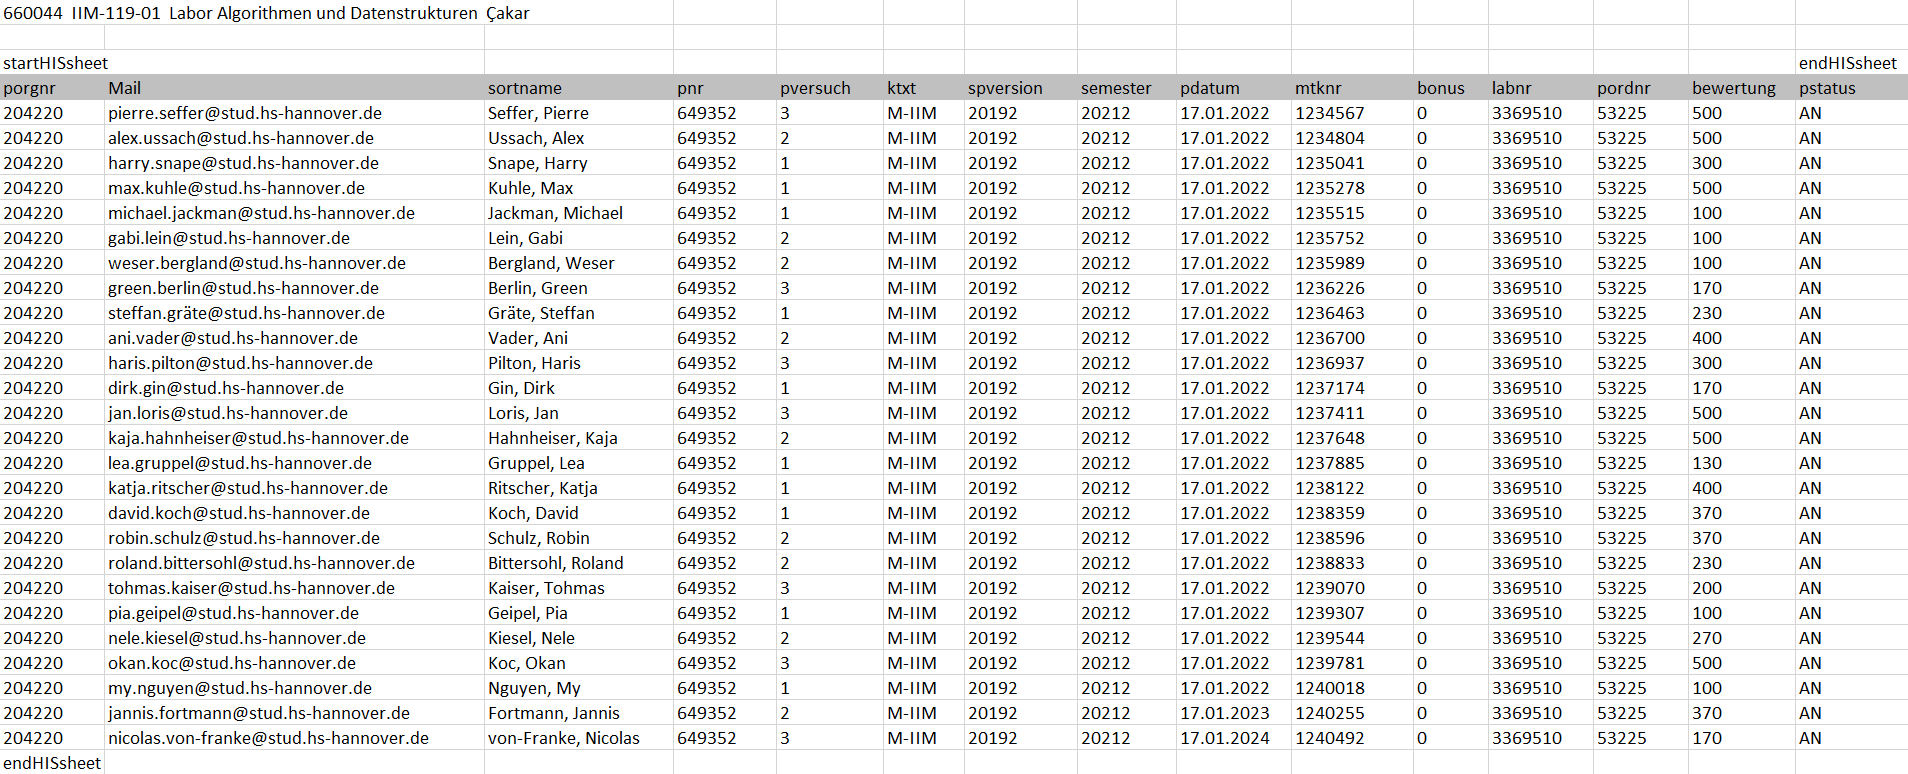 660044 IIM-119-01 Labor Algorithmen und Datenstrukturen Çakar
startHISsheet endHISsheet
porgnr Mail sortname pnr pversuch ktxt spversion semester pdatum mtknr bonus labnr pordnr bewertung pstatus
204220 pierre.seffer@stud.hs-hannover.de Seffer, Pierre 649352 3 M-IIM 20192 20212 17.01.2022 1234567 0 3369510 53225 500 AN
204220 alex.ussach@stud.hs-hannover.de Ussach, Alex 649352 2 M-IIM 20192 20212 17.01.2022 1234804 0 3369510 53225 500 AN
204220 harry.snape@stud.hs-hannover.de Snape, Harry 649352 1 M-IIM 20192 20212 17.01.2022 1235041 0 3369510 53225 300 AN
204220 max.kuhle@stud.hs-hannover.de Kuhle, Max 649352 1 M-IIM 20192 20212 17.01.2022 1235278 0 3369510 53225 500 AN
204220 michael.jackman@stud.hs-hannover.de Jackman, Michael 649352 1 M-IIM 20192 20212 17.01.2022 1235515 0 3369510 53225 100 AN
204220 gabi.lein@stud.hs-hannover.de Lein, Gabi 649352 2 M-IIM 20192 20212 17.01.2022 1235752 0 3369510 53225 100 AN
204220 weser.bergland@stud.hs-hannover.de Bergland, Weser 649352 2 M-IIM 20192 20212 17.01.2022 1235989 0 3369510 53225 100 AN
204220 green.berlin@stud.hs-hannover.de Berlin, Green 649352 3 M-IIM 20192 20212 17.01.2022 1236226 0 3369510 53225 170 AN
204220 steffan.gräte@stud.hs-hannover.de Gräte, Steffan 649352 1 M-IIM 20192 20212 17.01.2022 1236463 0 3369510 53225 230 AN
204220 ani.vader@stud.hs-hannover.de Vader, Ani 649352 2 M-IIM 20192 20212 17.01.2022 1236700 0 3369510 53225 400 AN
204220 haris.pilton@stud.hs-hannover.de Pilton, Haris 649352 3 M-IIM 20192 20212 17.01.2022 1236937 0 3369510 53225 300 AN
204220 dirk.gin@stud.hs-hannover.de Gin, Dirk 649352 1 M-IIM 20192 20212 17.01.2022 1237174 0 3369510 53225 170 AN
204220 jan.loris@stud.hs-hannover.de Loris, Jan 649352 3 M-IIM 20192 20212 17.01.2022 1237411 0 3369510 53225 500 AN
204220 kaja.hahnheiser@stud.hs-hannover.de Hahnheiser, Kaja 649352 2 M-IIM 20192 20212 17.01.2022 1237648 0 3369510 53225 500 AN
204220 lea.gruppel@stud.hs-hannover.de Gruppel, Lea 649352 1 M-IIM 20192 20212 17.01.2022 1237885 0 3369510 53225 130 AN
204220 katja.ritscher@stud.hs-hannover.de Ritscher, Katja 649352 1 M-IIM 20192 20212 17.01.2022 1238122 0 3369510 53225 400 AN
204220 david.koch@stud.hs-hannover.de Koch, David 649352 1 M-IIM 20192 20212 17.01.2022 1238359 0 3369510 53225 370 AN
204220 robin.schulz@stud.hs-hannover.de Schulz, Robin 649352 2 M-IIM 20192 20212 17.01.2022 1238596 0 3369510 53225 370 AN
204220 roland.bittersohl@stud.hs-hannover.de Bittersohl, Roland 649352 2 M-IIM 20192 20212 17.01.2022 1238833 0 3369510 53225 230 AN
204220 tohmas.kaiser@stud.hs-hannover.de Kaiser, Tohmas 649352 3 M-IIM 20192 20212 17.01.2022 1239070 0 3369510 53225 200 AN
204220 pia.geipel@stud.hs-hannover.de Geipel, Pia 649352 1 M-IIM 20192 20212 17.01.2022 1239307 0 3369510 53225 100 AN
204220 nele.kiesel@stud.hs-hannover.de Kiesel, Nele 649352 2 M-IIM 20192 20212 17.01.2022 1239544 0 3369510 53225 270 AN
204220 okan.koc@stud.hs-hannover.de Koc, Okan 649352 3 M-IIM 20192 20212 17.01.2022 1239781 0 3369510 53225 500 AN
204220 my.nguyen@stud.hs-hannover.de Nguyen, My 649352 1 M-IIM 20192 20212 17.01.2022 1240018 0 3369510 53225 100 AN
204220 jannis.fortmann@stud.hs-hannover.de Fortmann, Jannis 649352 2 M-IIM 20192 20212 17.01.2023 1240255 0 3369510 53225 370 AN
204220 nicolas.von-franke@stud.hs-hannover.de von-Franke, Nicolas 649352 3 M-IIM 20192 20212 17.01.2024 1240492 0 3369510 53225 170 AN
endHISsheet